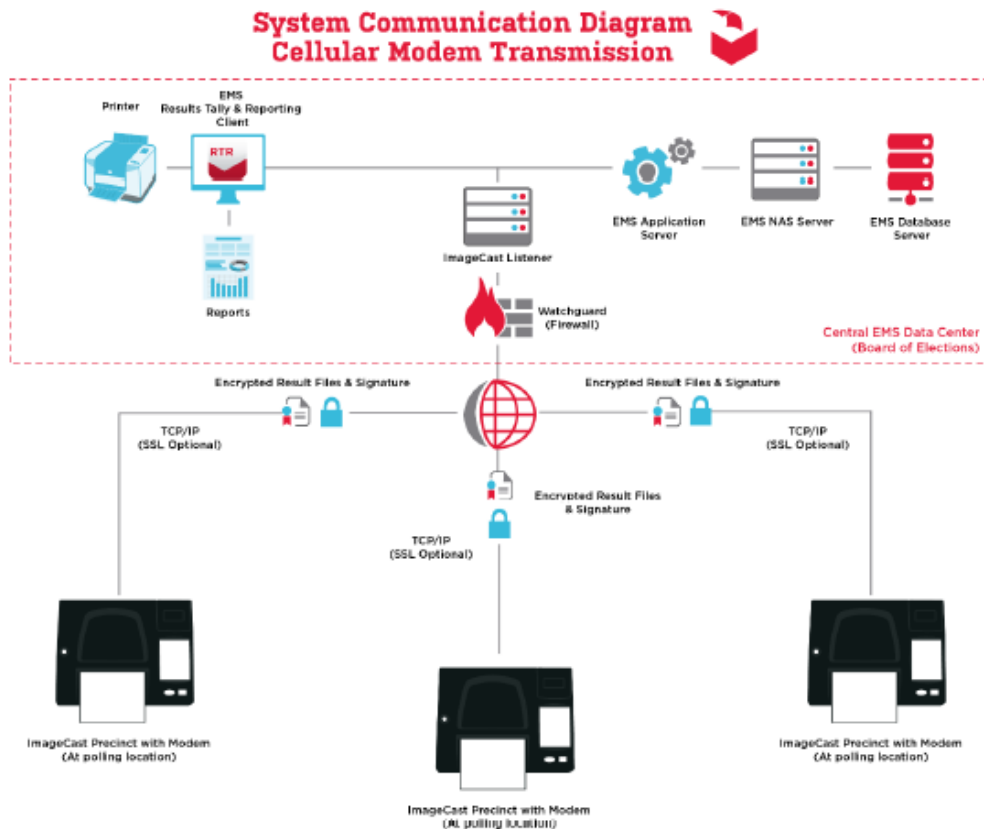 System Communication Diagram
Cellular Modem Transmission
Printer
EMS
Results Tally & Reporting
Client
RTR
EMS Application
Server
EMS NAS Server
EMS Database
Server
ImageCast Listener
Reports
Watchguard
(Firewall)
Central EMS Data Center
(Board of Elections)
Encrypted Result Files & Signature
Encrypted Result Files & Signature
TCP/IP
(SSL Optional)
TCP/IP
(SSL Optional)
Encrypted Result Files
& Signature
TCP/IP
(SSL Optional)
ImageCast Precinct with Modem
(At polling location)
ImageCast Precinct with Modem
(At polling location)
ImageCast Precinct with Modem
(At polling location)